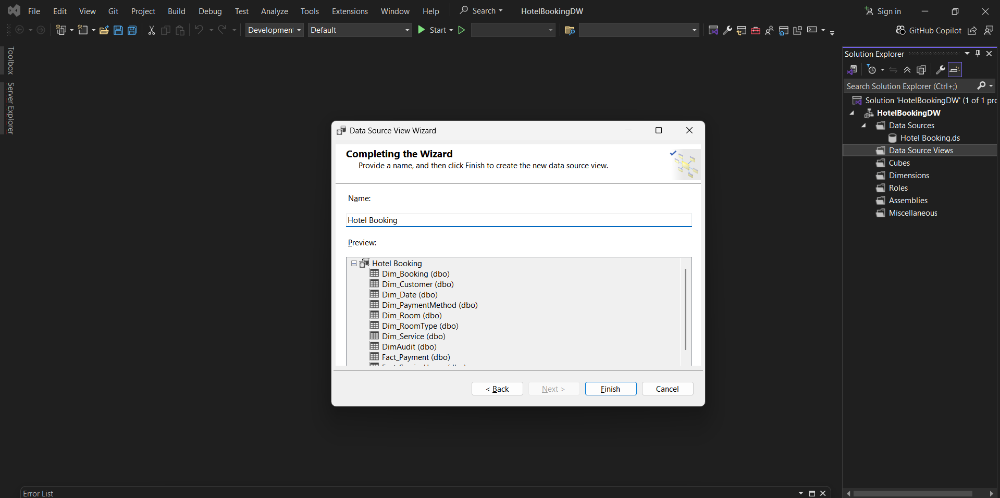 File Edit View Git Project Build Debug Test Analyze Tools Extensions Window Help Search HotelBookingDW Sign in
Development Default Start GitHub Copilot
Toolbox
Server Explorer
Solution Explorer
Search Solution Explorer (Ctrl+;)
Solution 'HotelBookingDW' (1 of 1 pro
HotelBookingDW
Data Sources
Hotel Booking.ds
Data Source Views
Cubes
Dimensions
Roles
Assemblies
Miscellaneous
Data Source View Wizard
Completing the Wizard
Provide a name, and then click Finish to create the new data source view.
Name:
Hotel Booking
Preview:
Hotel Booking
Dim_Booking (dbo)
Dim_Customer (dbo)
Dim_Date (dbo)
Dim_PaymentMethod (dbo)
Dim_Room (dbo)
Dim_RoomType (dbo)
Dim_Service (dbo)
DimAudit (dbo)
Fact_Payment (dbo)
< Back Next > Finish Cancel
Error List